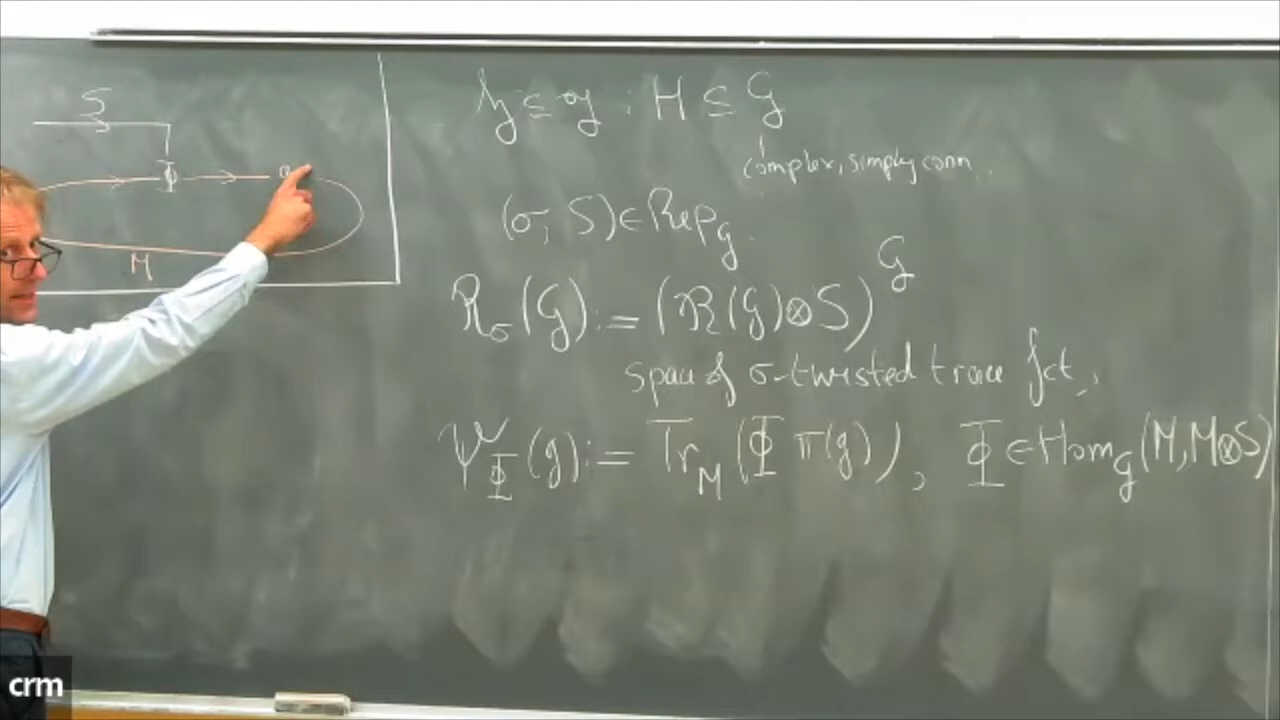 S
Φ
M
𝔥 ⊆ 𝔤 ; H ⊆ G
complex, simply conn.
(σ, S) ∈ Rep_G.
R_σ(G) := (R(G) ⊗ S)^G
space of σ-twisted trace fct.,
Ψ_Φ(g) := Tr_M(Φ π(g)), Φ ∈ Hom_𝔤(M, M⊗S)
crm